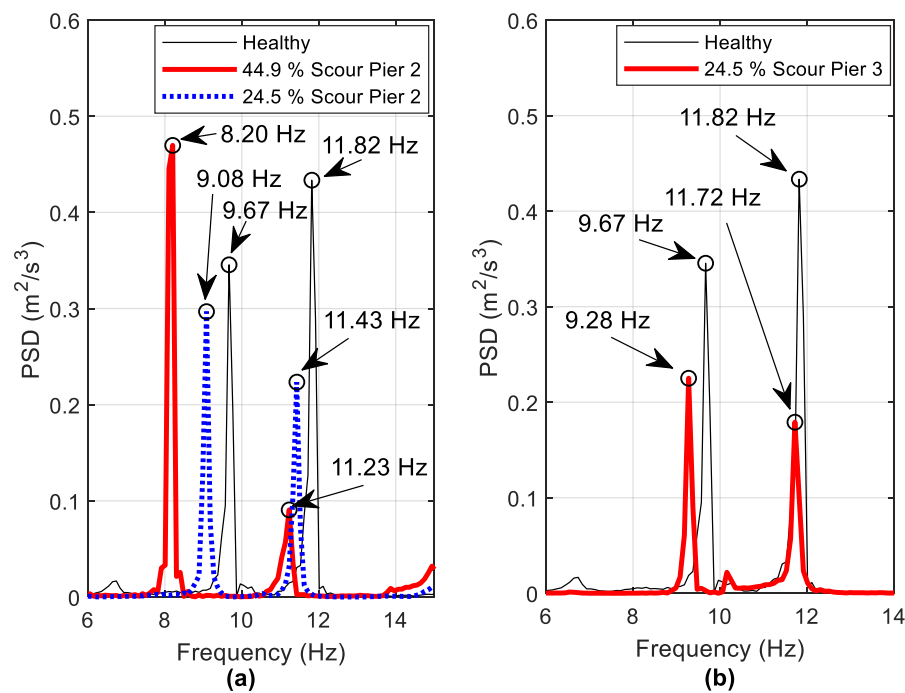 0.6
0.5
0.4
0.3
0.2
0.1
0
PSD (m²/s³)
Healthy
44.9 % Scour Pier 2
24.5 % Scour Pier 2
8.20 Hz
11.82 Hz
9.08 Hz
9.67 Hz
11.43 Hz
11.23 Hz
6 8 10 12 14
Frequency (Hz)
(a)
0.6
0.5
0.4
0.3
0.2
0.1
0
PSD (m²/s³)
Healthy
24.5 % Scour Pier 3
11.82 Hz
11.72 Hz
9.67 Hz
9.28 Hz
6 8 10 12 14
Frequency (Hz)
(b)